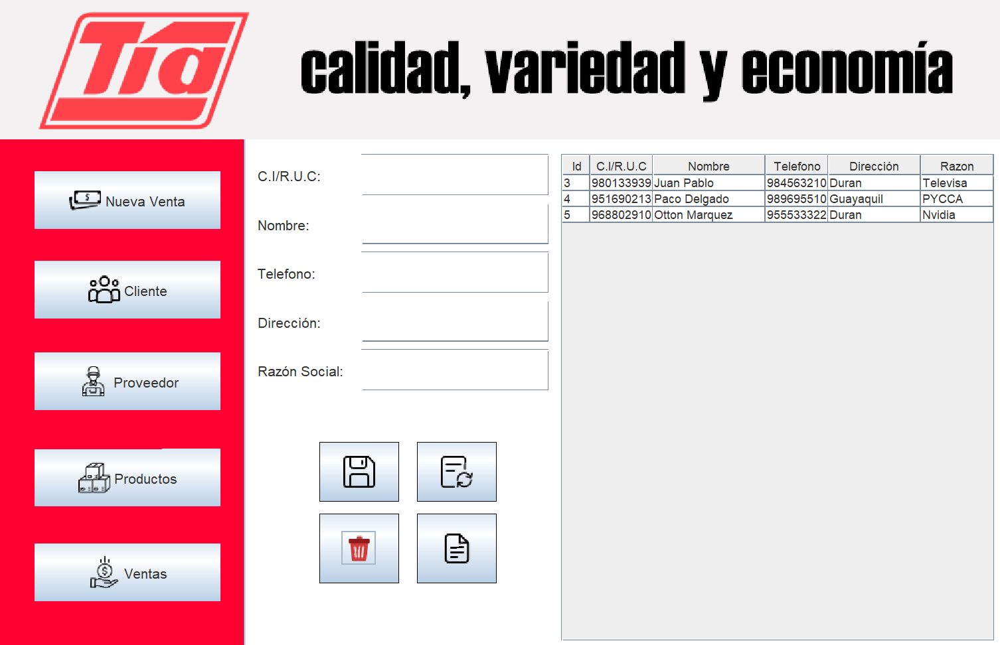 Tía
calidad, variedad y economía
Nueva Venta
Cliente
Proveedor
Productos
Ventas
C.I/R.U.C:
Nombre:
Telefono:
Dirección:
Razón Social:
Id C.I/R.U.C Nombre Telefono Dirección Razon
3 980133939 Juan Pablo 984563210 Duran Televisa
4 951690213 Paco Delgado 989695510 Guayaquil PYCCA
5 968802910 Otton Marquez 955533322 Duran Nvidia